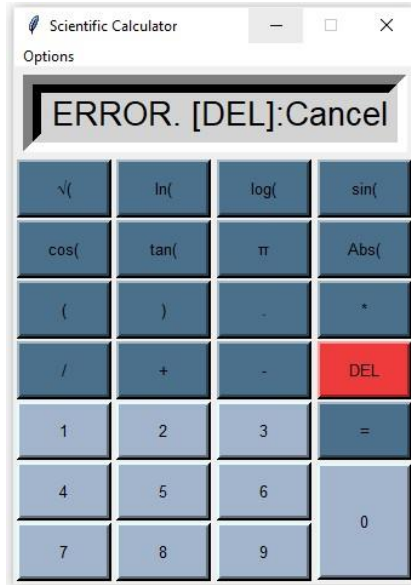 Scientific Calculator
Options
ERROR. [DEL]:Cancel
√( ln( log( sin(
cos( tan( π Abs(
( ) . *
/ + - DEL
1 2 3 =
4 5 6
0
7 8 9